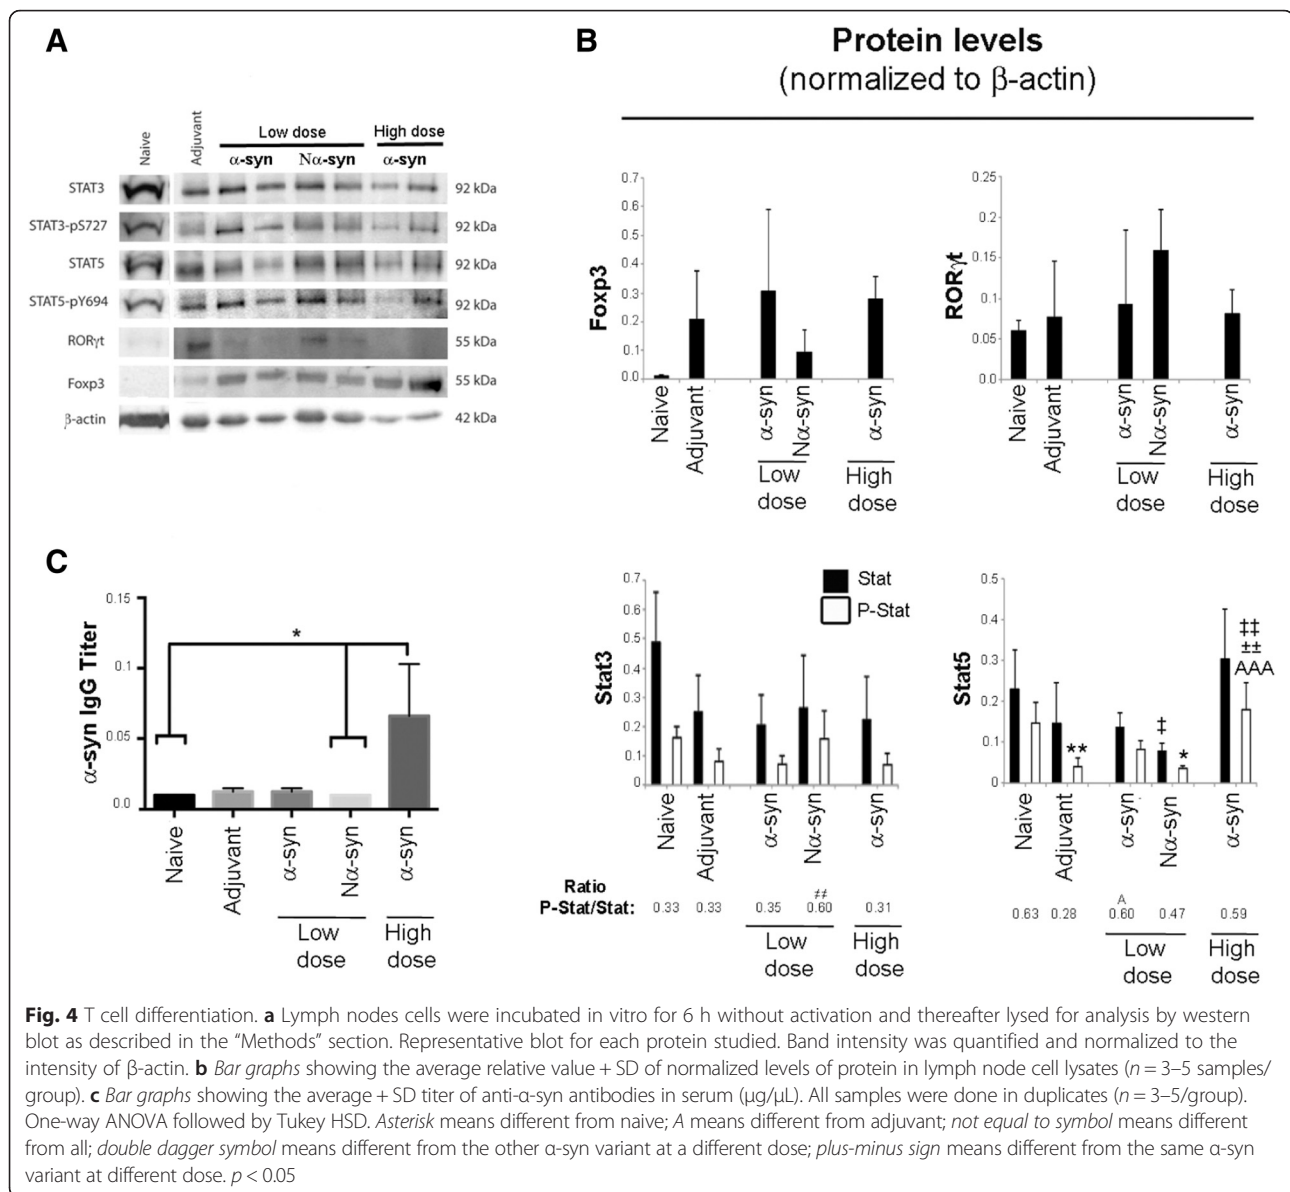 A
Naive
Adjuvant
Low dose
High dose
α-syn
Nα-syn
α-syn
STAT3
92 kDa
STAT3-pS727
92 kDa
STAT5
92 kDa
STAT5-pY694
92 kDa
RORγt
55 kDa
Foxp3
55 kDa
β-actin
42 kDa
B
Protein levels
(normalized to β-actin)
Foxp3
0.7
0.6
0.5
0.4
0.3
0.2
0.1
0.0
Naive
Adjuvant
α-syn
Nα-syn
α-syn
Low
dose
High
dose
RORγt
0.25
0.2
0.15
0.1
0.05
0.0
Naive
Adjuvant
α-syn
Nα-syn
α-syn
Low
dose
High
dose
C
α-syn IgG Titer
0.15
0.1
0.05
0.0
*
Naive
Adjuvant
α-syn
Nα-syn
α-syn
Low
dose
High
dose
Stat3
0.7
0.6
0.5
0.4
0.3
0.2
0.1
0
Stat
P-Stat
Naive
Adjuvant
α-syn
Nα-syn
α-syn
Ratio
P-Stat/Stat:
0.33 0.33 0.35 ≠≠ 0.60 0.31
Low
dose
High
dose
Stat5
0.5
0.4
0.3
0.2
0.1
0
**
‡
*
‡‡
±±
AAA
Naive
Adjuvant
α-syn
Nα-syn
α-syn
A
0.63 0.28 0.60 0.47 0.59
Low
dose
High
dose
Fig. 4 T cell differentiation. a Lymph nodes cells were incubated in vitro for 6 h without activation and thereafter lysed for analysis by western
blot as described in the “Methods” section. Representative blot for each protein studied. Band intensity was quantified and normalized to the
intensity of β-actin. b Bar graphs showing the average relative value + SD of normalized levels of protein in lymph node cell lysates (n = 3–5 samples/
group). c Bar graphs showing the average + SD titer of anti-α-syn antibodies in serum (μg/μL). All samples were done in duplicates (n = 3–5/group).
One-way ANOVA followed by Tukey HSD. Asterisk means different from naive; A means different from adjuvant; not equal to symbol means different
from all; double dagger symbol means different from the other α-syn variant at a different dose; plus-minus sign means different from the same α-syn
variant at different dose. p < 0.05